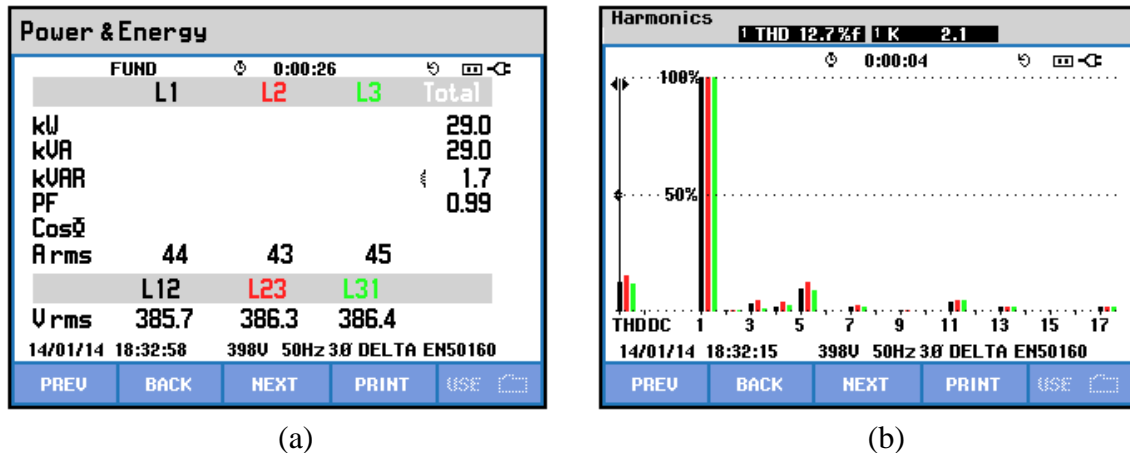 Power & Energy
FUND 0:00:26
L1 L2 L3 Total
kW 29.0
kVA 29.0
kVAR 1.7
PF 0.99
CosΦ
A rms 44 43 45
L12 L23 L31
V rms 385.7 386.3 386.4
14/01/14 18:32:58 398V 50Hz 3Ø DELTA EN50160
PREV BACK NEXT PRINT USE
(a)
Harmonics
1 THD 12.7%f 1 K 2.1
0:00:04
100%
50%
THD DC 1 3 5 7 9 11 13 15 17
14/01/14 18:32:15 398V 50Hz 3Ø DELTA EN50160
PREV BACK NEXT PRINT USE
(b)